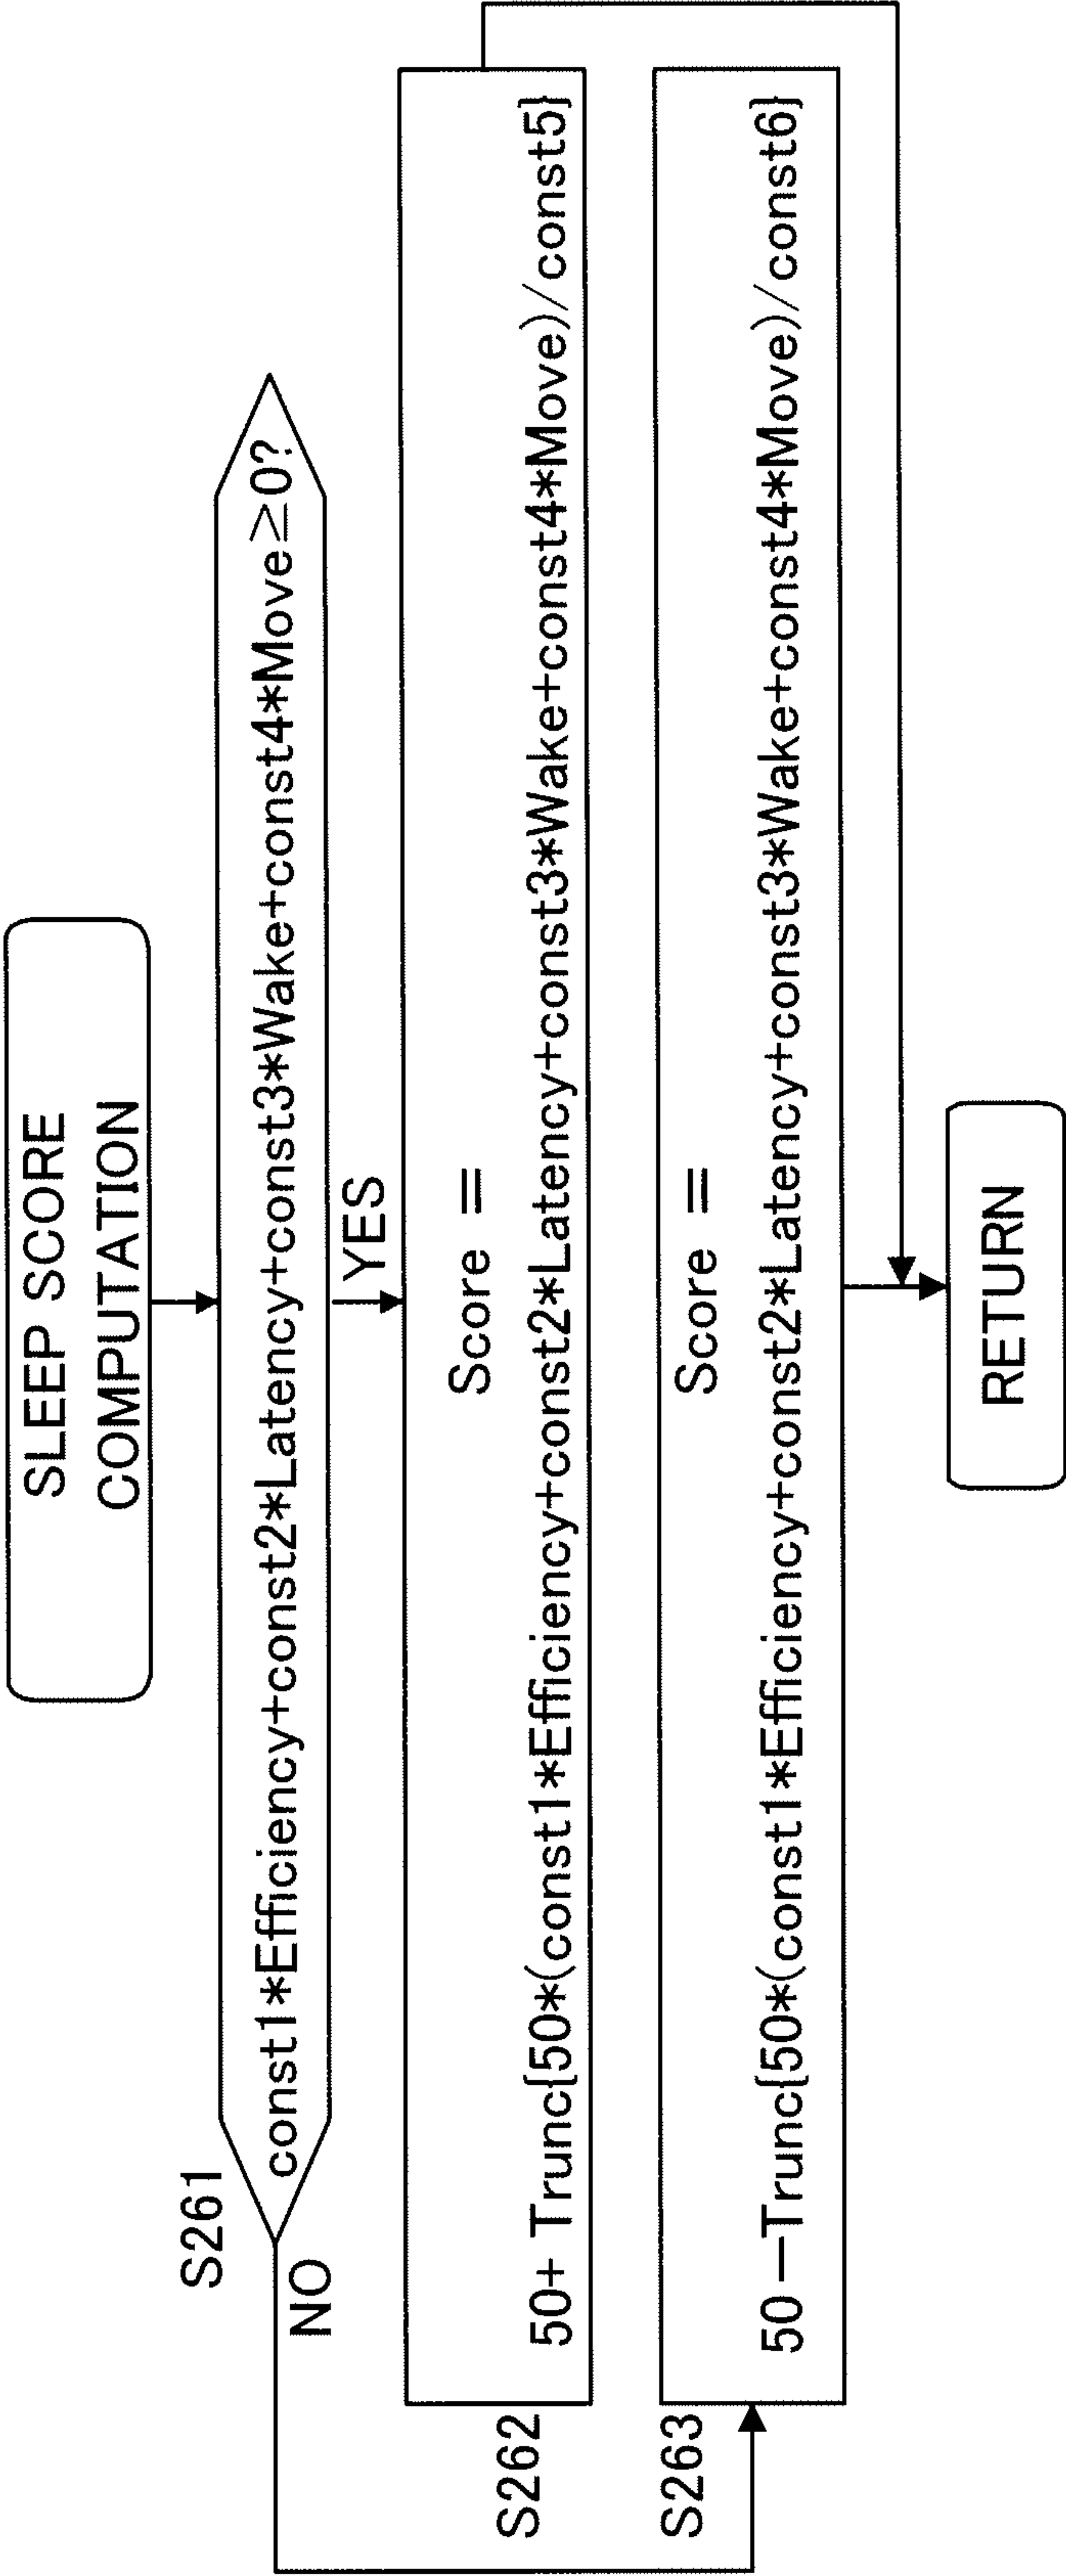 SLEEP SCORE
COMPUTATION
S261
const1*Efficiency+const2*Latency+const3*Wake+const4*Move≥0?
NO
YES
S262
Score =
50+ Trunc{50*(const1*Efficiency+const2*Latency+const3*Wake+const4*Move)/const5}
S263
Score =
50 −Trunc{50*(const1*Efficiency+const2*Latency+const3*Wake+const4*Move)/const6}
RETURN